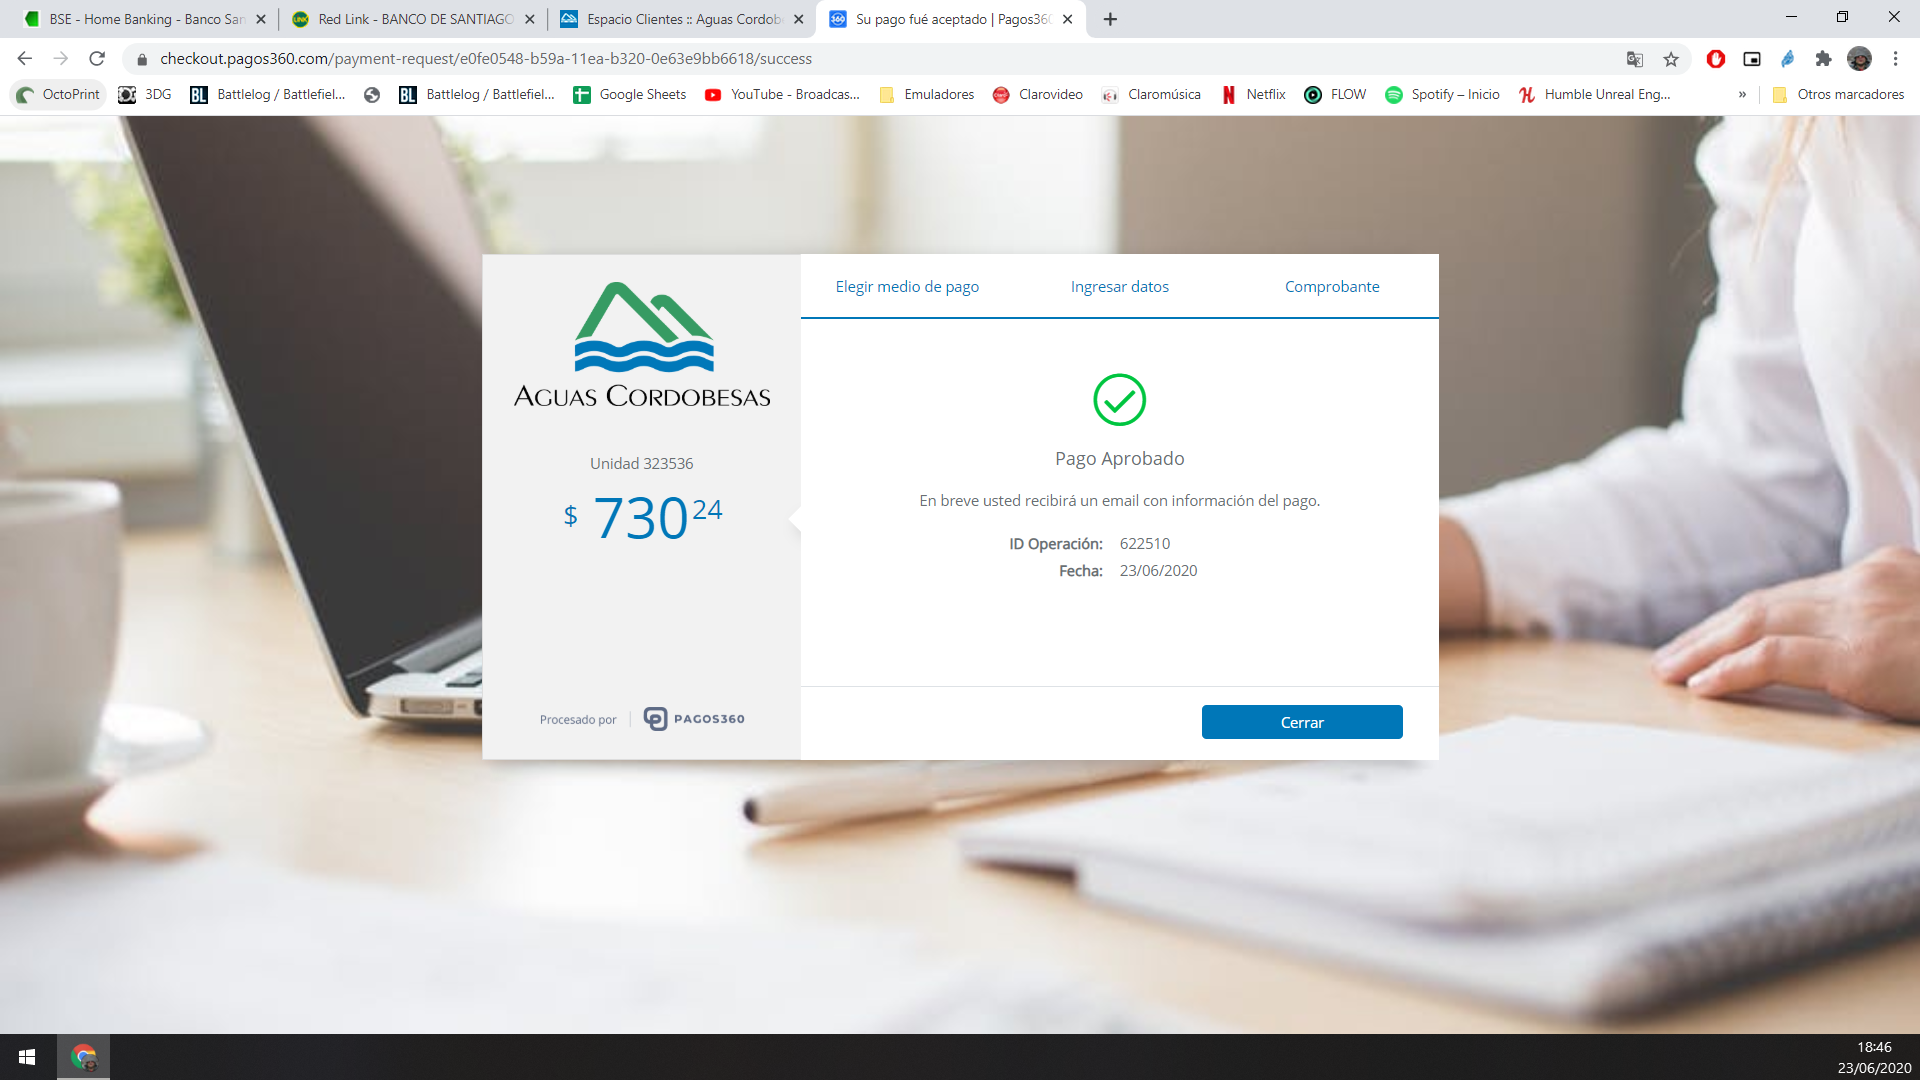 BSE - Home Banking - Banco San
Red Link - BANCO DE SANTIAGO
Espacio Clientes :: Aguas Cordobe
Su pago fué aceptado | Pagos360
checkout.pagos360.com/payment-request/e0fe0548-b59a-11ea-b320-0e63e9bb6618/success
OctoPrint
3DG
BL
Battlelog / Battlefiel...
BL
Battlelog / Battlefiel...
Google Sheets
YouTube - Broadcas...
Emuladores
Clarovideo
Claromúsica
Netflix
FLOW
Spotify – Inicio
Humble Unreal Eng...
»
Otros marcadores
AGUAS CORDOBESAS
Unidad 323536
$ 730 24
Procesado por
PAGOS360
Elegir medio de pago
Ingresar datos
Comprobante
Pago Aprobado
En breve usted recibirá un email con información del pago.
ID Operación: 622510
Fecha: 23/06/2020
Cerrar
18:46
23/06/2020